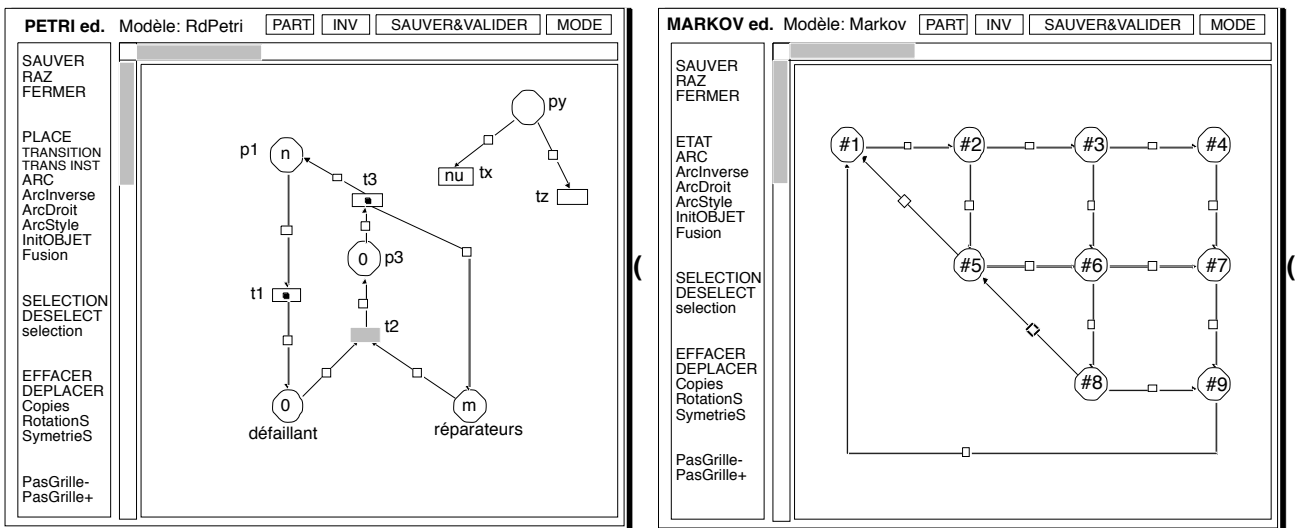 PETRI ed. Modèle: RdPetri PART INV SAUVER&VALIDER MODE
SAUVER
RAZ
FERMER
PLACE
TRANSITION
TRANS INST
ARC
ArcInverse
ArcDroit
ArcStyle
InitOBJET
Fusion
SELECTION
DESELECT
selection
EFFACER
DEPLACER
Copies
RotationS
SymetrieS
PasGrille-
PasGrille+
py
p1 n
nu tx
t3
tz
0 p3
t1
t2
0 m
défaillant réparateurs
(
MARKOV ed. Modèle: Markov PART INV SAUVER&VALIDER MODE
SAUVER
RAZ
FERMER
ETAT
ARC
ArcInverse
ArcDroit
ArcStyle
InitOBJET
Fusion
SELECTION
DESELECT
selection
EFFACER
DEPLACER
Copies
RotationS
SymetrieS
PasGrille-
PasGrille+
#1 #2 #3 #4
#5 #6 #7
#8 #9
(